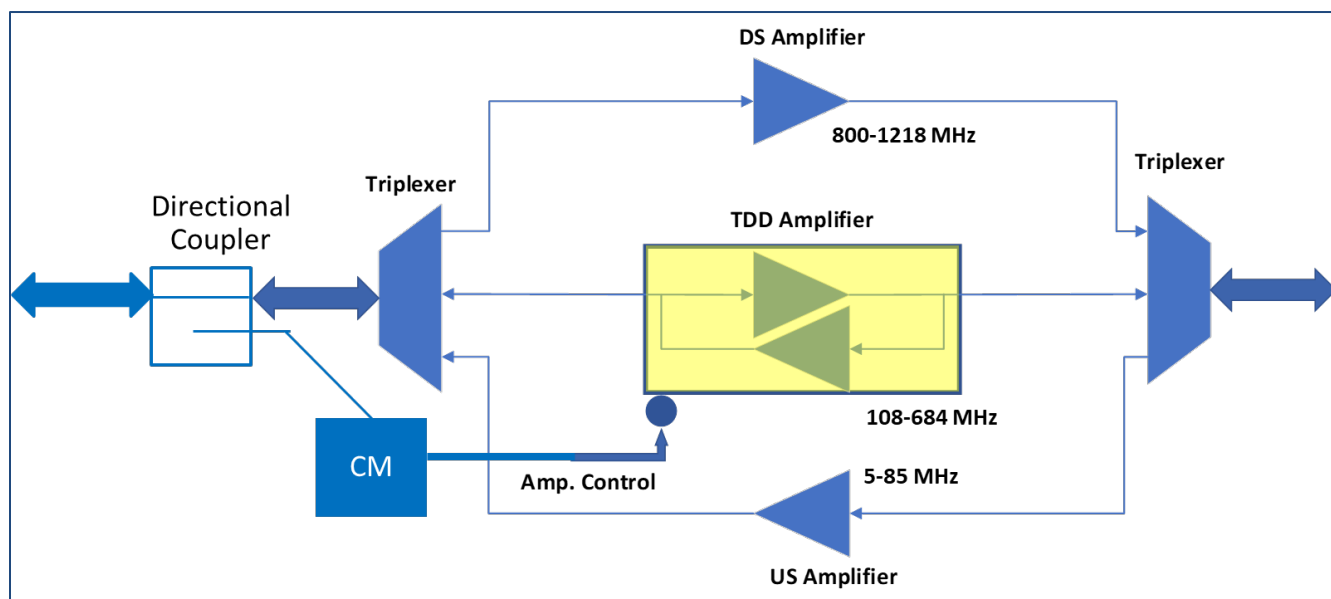 DS Amplifier
800-1218 MHz
Triplexer
Triplexer
Directional
Coupler
TDD Amplifier
108-684 MHz
CM
Amp. Control
5-85 MHz
US Amplifier